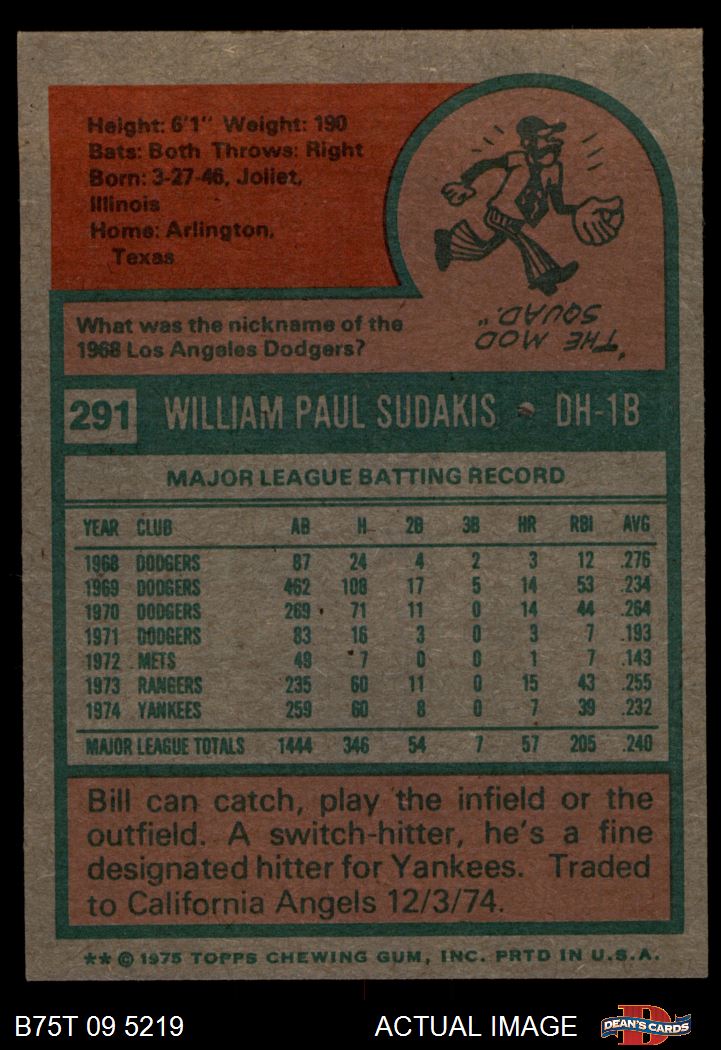 Height: 6'1" Weight: 190
Bats: Both Throws: Right
Born: 3-27-46, Joliet,
Illinois
Home: Arlington,
Texas
"THE MOD
SQUAD."
What was the nickname of the
1968 Los Angeles Dodgers?
291 WILLIAM PAUL SUDAKIS • DH-1B
MAJOR LEAGUE BATTING RECORD
YEAR CLUB AB H 2B 3B HR RBI AVG
1968 DODGERS 87 24 4 2 3 12 .276
1969 DODGERS 462 108 17 5 14 53 .234
1970 DODGERS 269 71 11 0 14 44 .264
1971 DODGERS 83 16 3 0 3 7 .193
1972 METS 49 7 0 0 1 7 .143
1973 RANGERS 235 60 11 0 15 43 .255
1974 YANKEES 259 60 8 0 7 39 .232
MAJOR LEAGUE TOTALS 1444 346 54 7 57 205 .240
Bill can catch, play the infield or the
outfield. A switch-hitter, he's a fine
designated hitter for Yankees. Traded
to California Angels 12/3/74.
** © 1975 TOPPS CHEWING GUM, INC. PRTD IN U.S.A.
B75T 09 5219 ACTUAL IMAGE DEAN'S CARDS